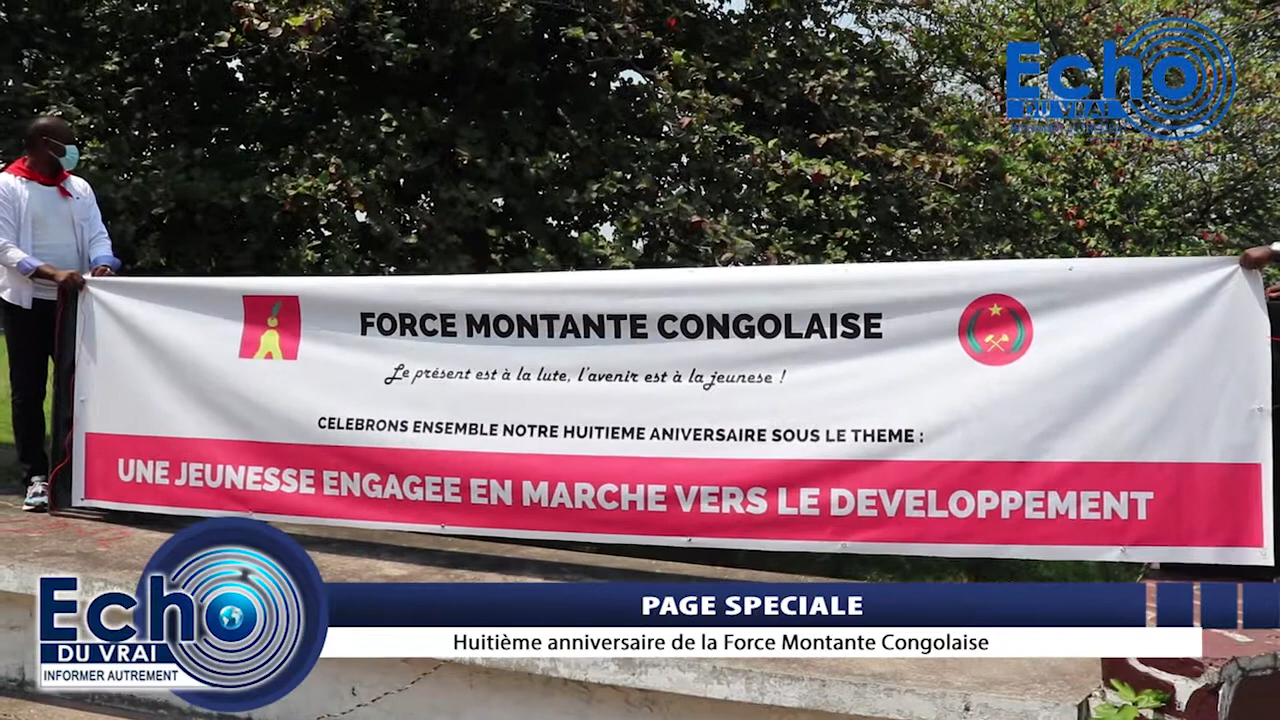 Echo
DU VRAI
FORCE MONTANTE CONGOLAISE
Le présent est à la lute, l'avenir est à la jeunese !
CELEBRONS ENSEMBLE NOTRE HUITIEME ANIVERSAIRE SOUS LE THEME :
UNE JEUNESSE ENGAGEE EN MARCHE VERS LE DEVELOPPEMENT
Echo
DU VRAI
INFORMER AUTREMENT
PAGE SPECIALE
Huitième anniversaire de la Force Montante Congolaise